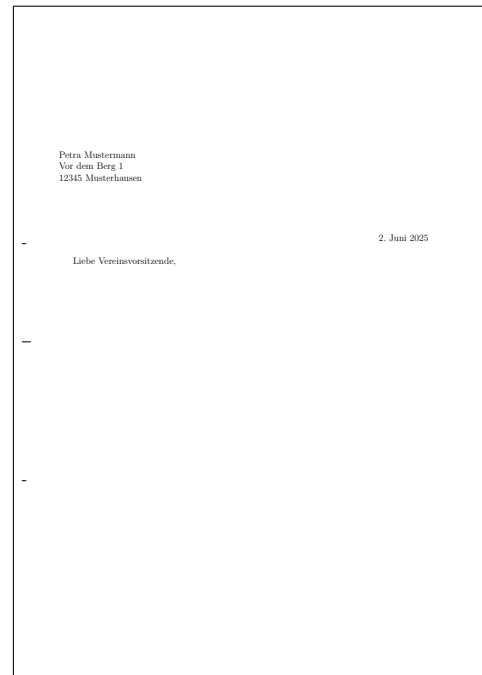 Petra Mustermann
Vor dem Berg 1
12345 Musterhausen
2. Juni 2025
Liebe Vereinsvorsitzende,